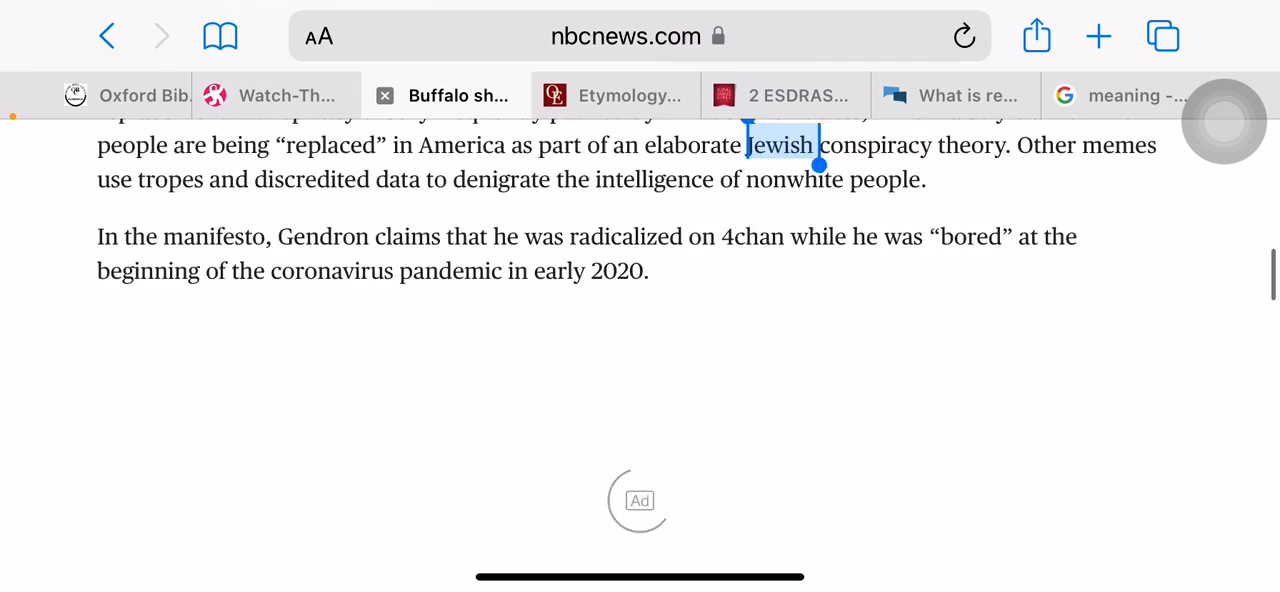 AA nbcnews.com
Oxford Bib. Watch-Th... Buffalo sh... OE Etymology... 2 ESDRAS... What is re... G meaning -...
people are being “replaced” in America as part of an elaborate Jewish conspiracy theory. Other memes
use tropes and discredited data to denigrate the intelligence of nonwhite people.
In the manifesto, Gendron claims that he was radicalized on 4chan while he was “bored” at the
beginning of the coronavirus pandemic in early 2020.
Ad